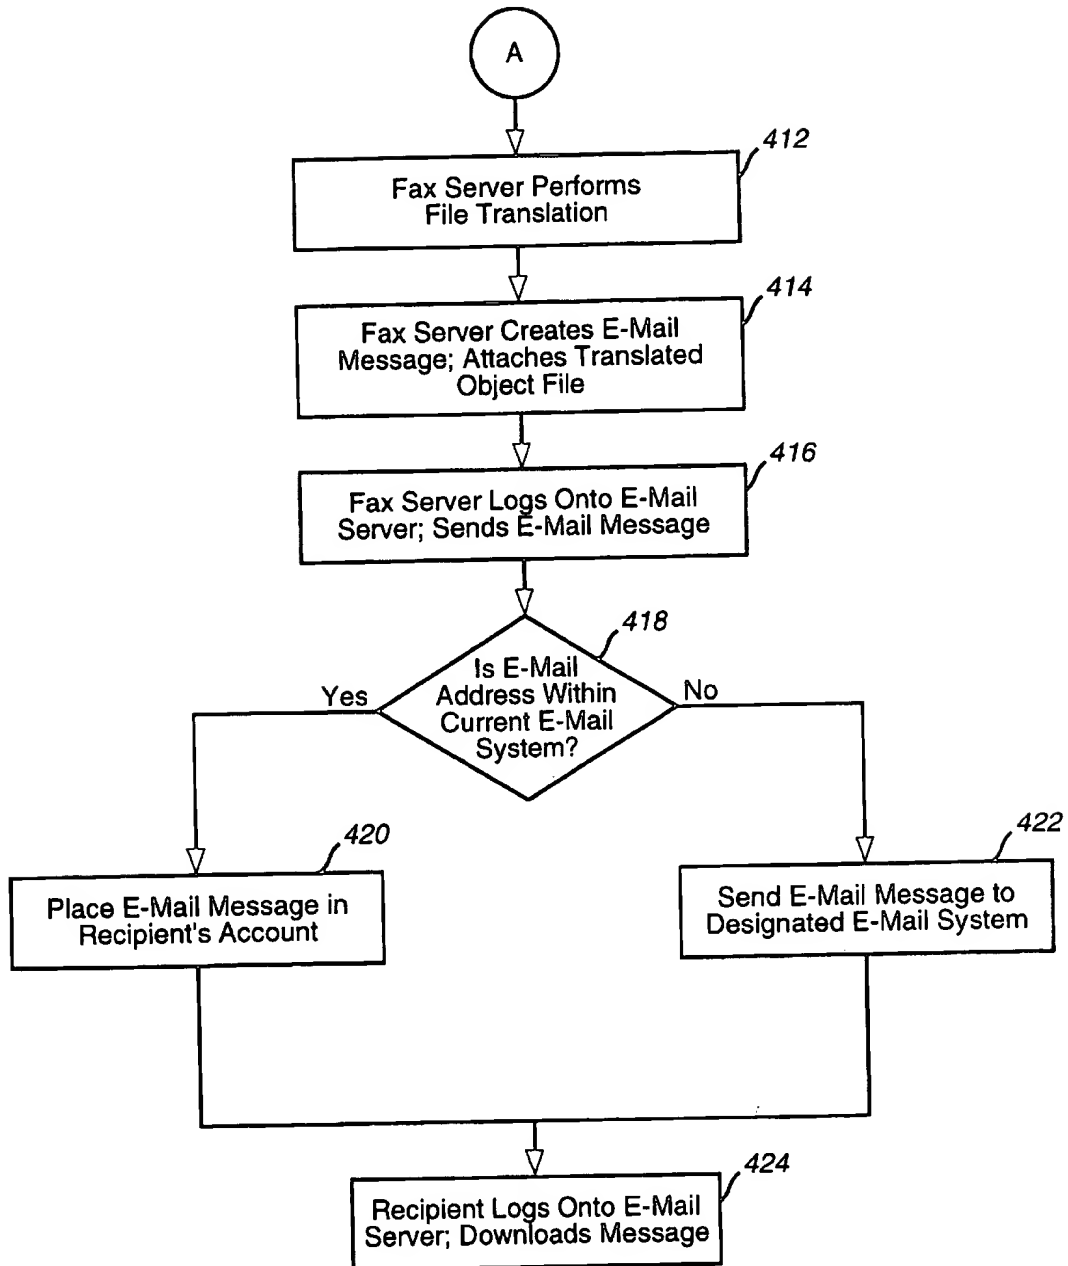 A
412
Fax Server Performs
File Translation
414
Fax Server Creates E-Mail
Message; Attaches Translated
Object File
416
Fax Server Logs Onto E-Mail
Server; Sends E-Mail Message
418
Is E-Mail
Address Within
Current E-Mail
System?
Yes
No
420
Place E-Mail Message in
Recipient's Account
422
Send E-Mail Message to
Designated E-Mail System
424
Recipient Logs Onto E-Mail
Server; Downloads Message